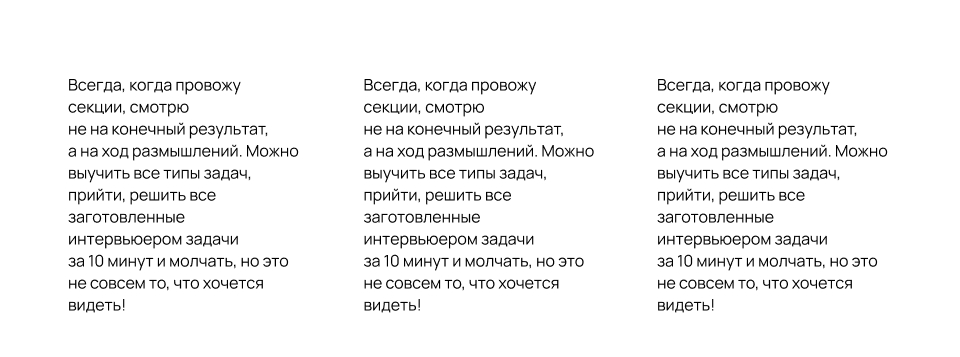 Всегда, когда провожу
секции, смотрю
не на конечный результат,
а на ход размышлений. Можно
выучить все типы задач,
прийти, решить все
заготовленные
интервьюером задачи
за 10 минут и молчать, но это
не совсем то, что хочется
видеть!
Всегда, когда провожу
секции, смотрю
не на конечный результат,
а на ход размышлений. Можно
выучить все типы задач,
прийти, решить все
заготовленные
интервьюером задачи
за 10 минут и молчать, но это
не совсем то, что хочется
видеть!
Всегда, когда провожу
секции, смотрю
не на конечный результат,
а на ход размышлений. Можно
выучить все типы задач,
прийти, решить все
заготовленные
интервьюером задачи
за 10 минут и молчать, но это
не совсем то, что хочется
видеть!